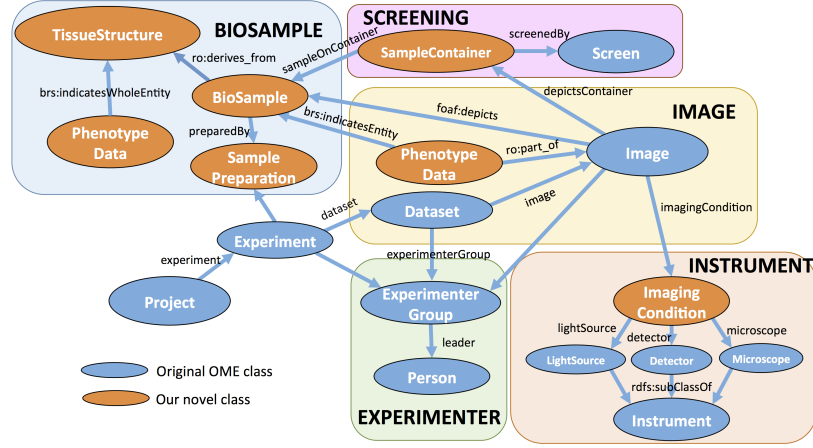 BIOSAMPLE
SCREENING
TissueStructure
ro:derives_from
sampleOnContainer
SampleContainer
screenedBy
Screen
brs:indicatesWholeEntity
BioSample
depictsContainer
foaf:depicts
IMAGE
preparedBy
brs:indicatesEntity
Phenotype
Data
Sample
Preparation
Phenotype
Data
ro:part_of
Image
dataset
Dataset
image
imagingCondition
Experiment
experiment
experimenterGroup
INSTRUMENT
Project
Experimenter
Group
Imaging
Condition
lightSource
detector
microscope
leader
LightSource
Detector
Microscope
Original OME class
Person
rdfs:subClassOf
Our novel class
EXPERIMENTER
Instrument